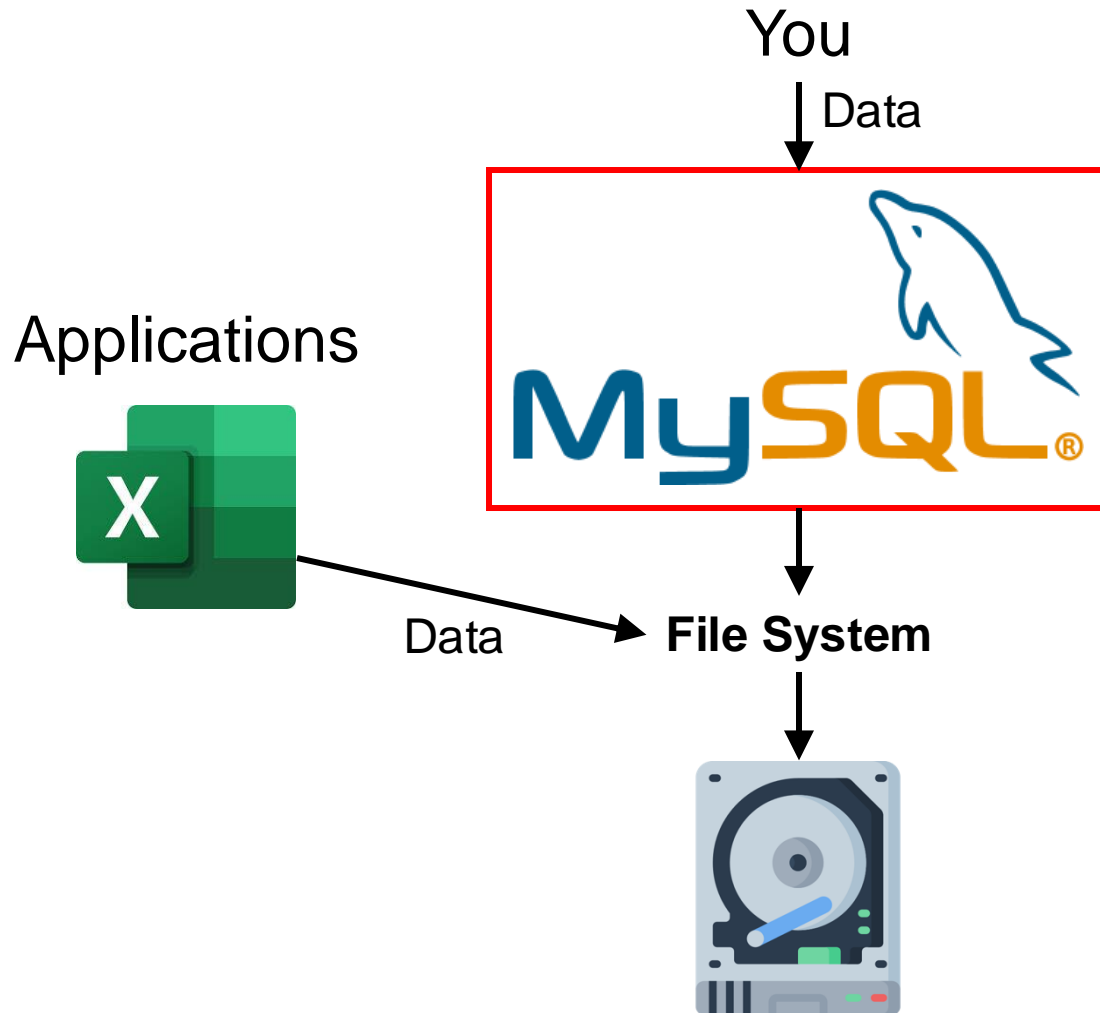 You
Data
MySQL®
Applications
X
Data
File System